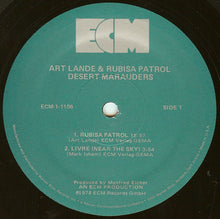 ECM
ART LANDE & RUBISA PATROL
DESERT MARAUDERS
ECM-1-1106
SIDE 1
1. RUBISA PATROL
(Art Lande) ECM Verlag GEMA
2. LIVRE (NEAR THE SKY)
(Mark Isham) ECM Verlag GEMA
Produced by Manfred Eicher
AN ECM PRODUCTION
℗1978 ECM Records GmbH